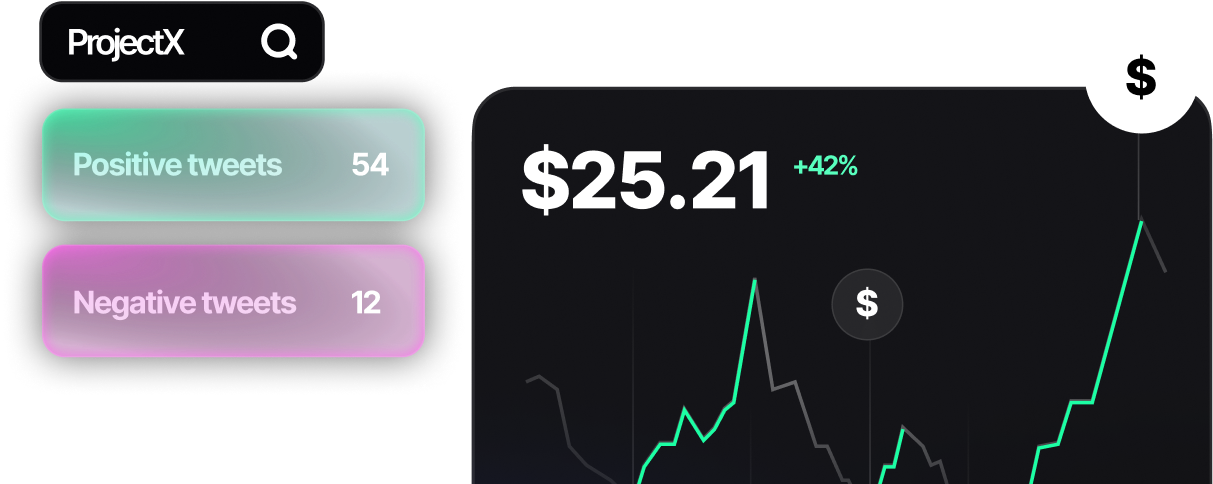 ProjectX
Positive tweets 54
Negative tweets 12
$
$25.21 +42%
$